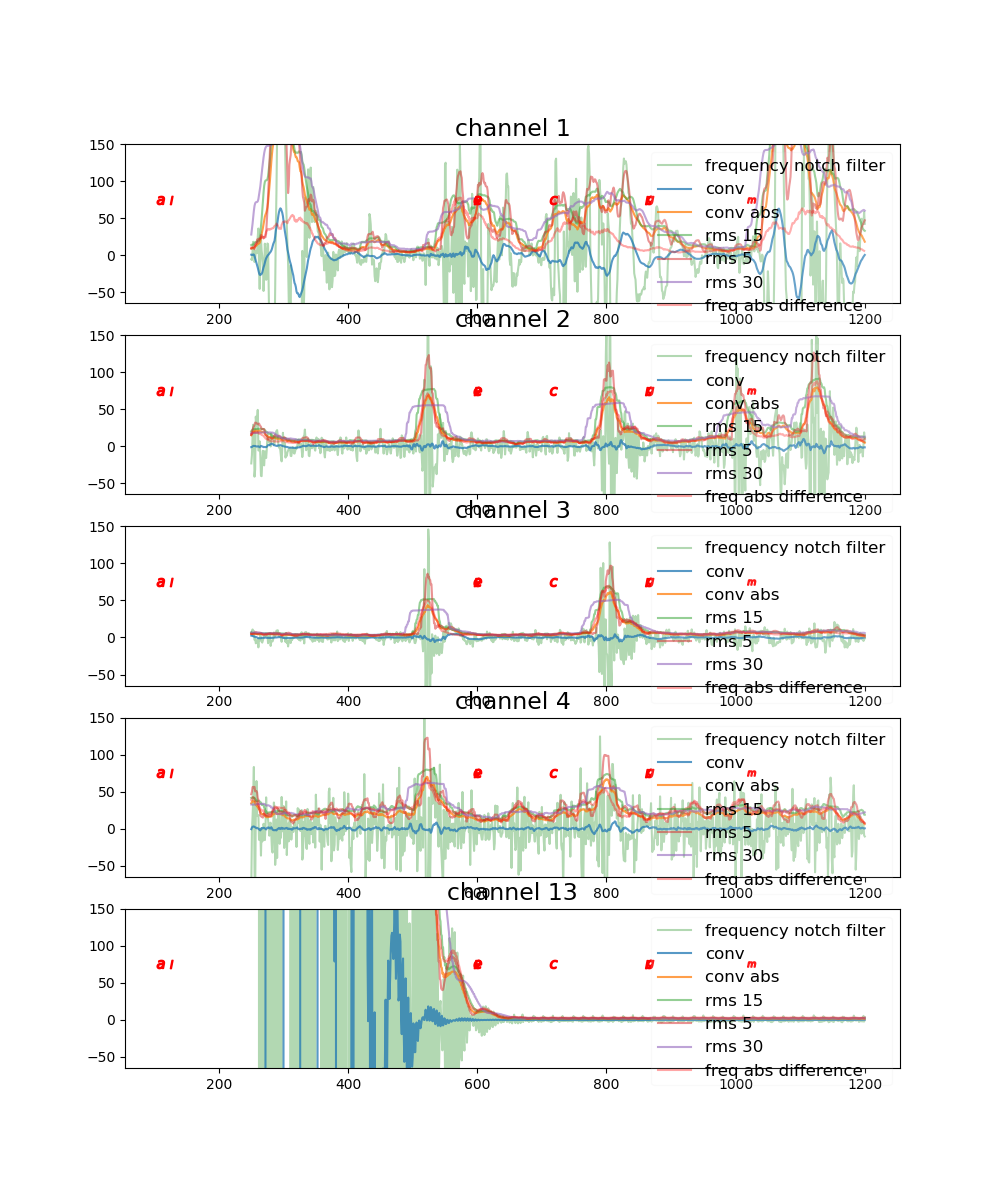 channel 1
150
100
50
0
−50
a ı e c m
frequency notch filter
conv
conv abs
rms 15
rms 5
rms 30
freq abs difference
200 400 600 800 1000 1200
channel 2
150
100
50
0
−50
a ı e c m
frequency notch filter
conv
conv abs
rms 15
rms 5
rms 30
freq abs difference
200 400 600 800 1000 1200
channel 3
150
100
50
0
−50
a ı e c m
frequency notch filter
conv
conv abs
rms 15
rms 5
rms 30
freq abs difference
200 400 600 800 1000 1200
channel 4
150
100
50
0
−50
a ı e c m
frequency notch filter
conv
conv abs
rms 15
rms 5
rms 30
freq abs difference
200 400 600 800 1000 1200
channel 13
150
100
50
0
−50
a ı e c m
frequency notch filter
conv
conv abs
rms 15
rms 5
rms 30
freq abs difference
200 400 600 800 1000 1200